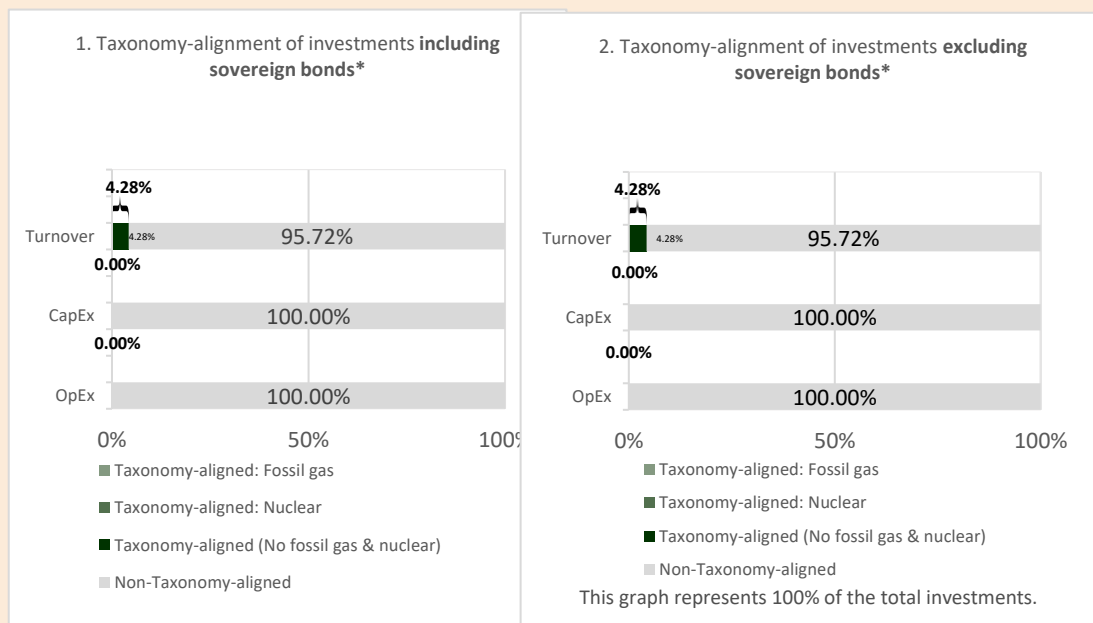 1. Taxonomy-alignment of investments including
sovereign bonds*
4.28%
Turnover 4.28% 95.72%
0.00%
CapEx 100.00%
0.00%
OpEx 100.00%
0% 50% 100%
Taxonomy-aligned: Fossil gas
Taxonomy-aligned: Nuclear
Taxonomy-aligned (No fossil gas & nuclear)
Non-Taxonomy-aligned
2. Taxonomy-alignment of investments excluding
sovereign bonds*
4.28%
Turnover 4.28% 95.72%
0.00%
CapEx 100.00%
0.00%
OpEx 100.00%
0% 50% 100%
Taxonomy-aligned: Fossil gas
Taxonomy-aligned: Nuclear
Taxonomy-aligned (No fossil gas & nuclear)
Non-Taxonomy-aligned
This graph represents 100% of the total investments.